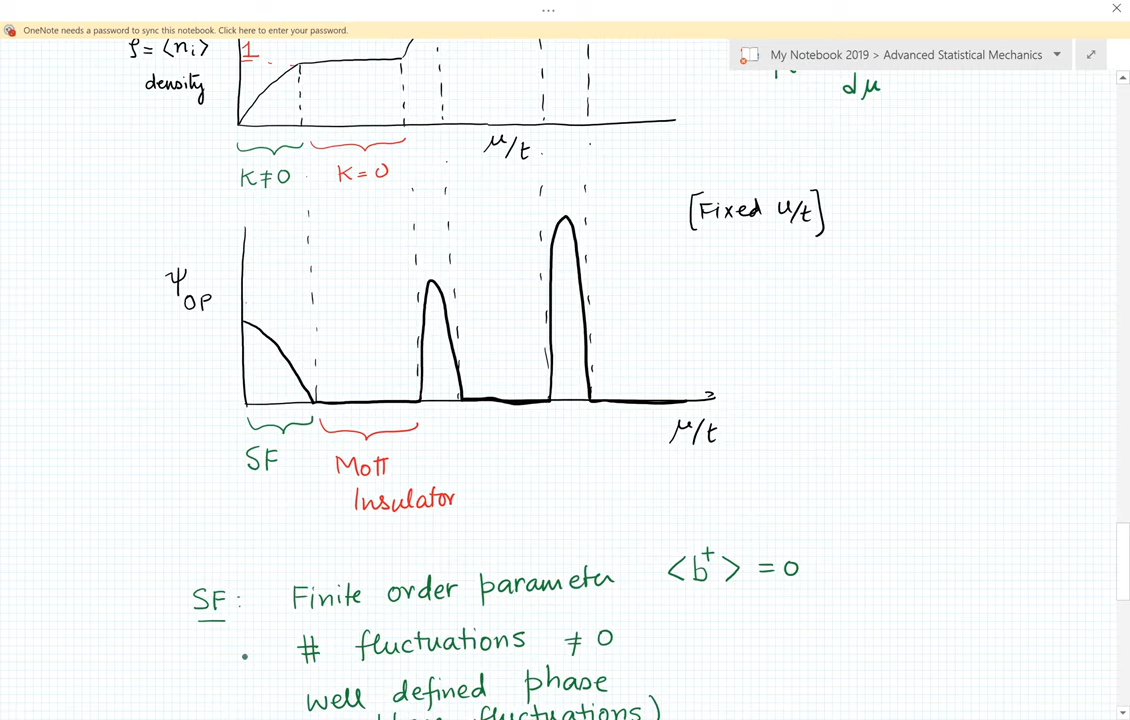 OneNote needs a password to sync this notebook. Click here to enter your password.
My Notebook 2019 > Advanced Statistical Mechanics
ρ = <nᵢ>
density
1
dμ
μ/t
K ≠ 0
K = 0
[Fixed U/t]
ψ_OP
μ/t
SF
Mott
Insulator
SF: Finite order parameter <b⁺> = 0
# fluctuations ≠ 0
well defined phase
fluctuations)